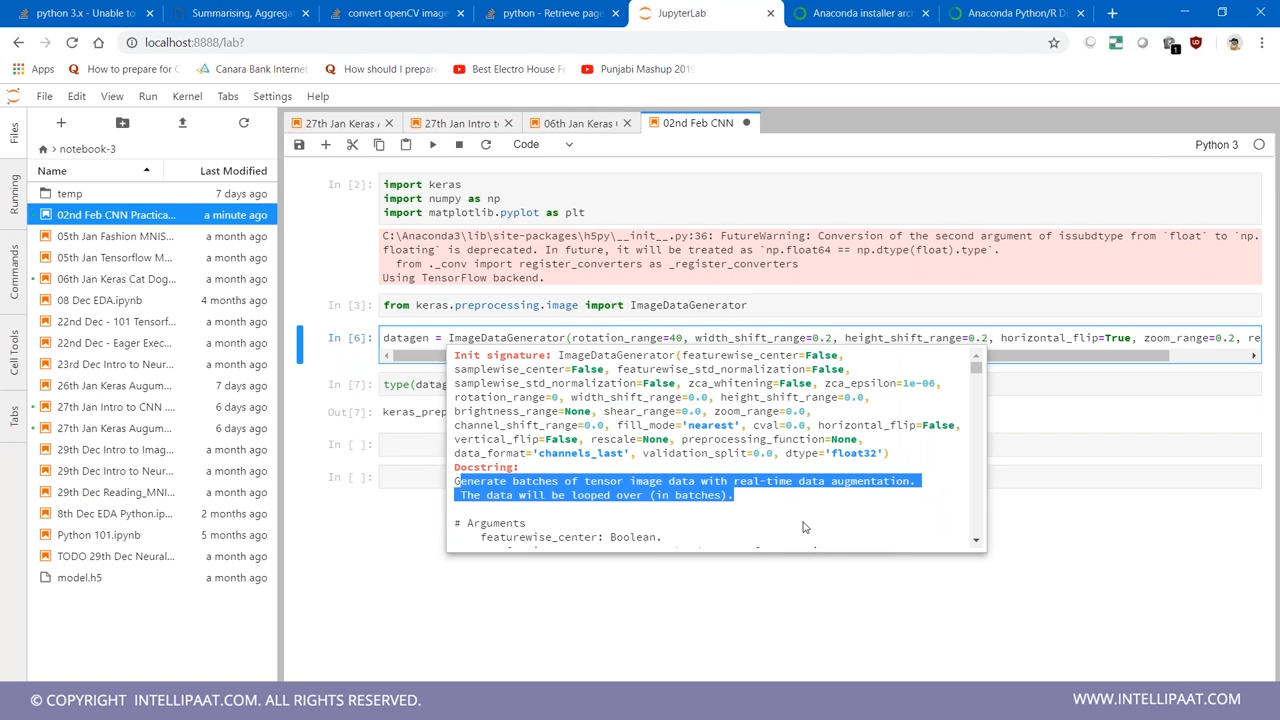 python 3.x - Unable to
Summarising, Aggrega
convert openCV imag
python - Retrieve page
JupyterLab
Anaconda installer arc
Anaconda Python/R Di
localhost:8888/lab?
Apps
How to prepare for C
Canara Bank Internet
How should I prepare
Best Electro House Fe
Punjabi Mashup 2019
File Edit View Run Kernel Tabs Settings Help
Files
Running
Commands
Cell Tools
Tabs
notebook-3
Name Last Modified
temp 7 days ago
02nd Feb CNN Practica... a minute ago
05th Jan Fashion MNIS... a month ago
05th Jan Tensorflow M... a month ago
06th Jan Keras Cat Dog... a month ago
08 Dec EDA.ipynb 4 months ago
22nd Dec - 101 Tensorf... a month ago
22nd Dec - Eager Exec... a month ago
23rd Dec Intro to Neur... a month ago
26th Jan Keras Augum... 7 days ago
27th Jan Intro to CNN ... 6 days ago
27th Jan Keras Augum... 6 days ago
29th Dec Intro to Imag... a month ago
29th Dec Intro to Neur... a month ago
29th Dec Reading_MNI... a month ago
8th Dec EDA Python.ip... a month ago
Python 101.ipynb 5 months ago
TODO 29th Dec Neural... a month ago
model.h5 a month ago
27th Jan Keras
27th Jan Intro to
06th Jan Keras
02nd Feb CNN
Code
Python 3
In [2]: import keras
import numpy as np
import matplotlib.pyplot as plt
C:\Anaconda3\lib\site-packages\h5py\__init__.py:36: FutureWarning: Conversion of the second argument of issubdtype from `float` to `np.
floating` is deprecated. In future, it will be treated as `np.float64 == np.dtype(float).type`.
from ._conv import register_converters as _register_converters
Using TensorFlow backend.
In [3]: from keras.preprocessing.image import ImageDataGenerator
In [6]: datagen = ImageDataGenerator(rotation_range=40, width_shift_range=0.2, height_shift_range=0.2, horizontal_flip=True, zoom_range=0.2, re
Init signature: ImageDataGenerator(featurewise_center=False,
samplewise_center=False, featurewise_std_normalization=False,
samplewise_std_normalization=False, zca_whitening=False, zca_epsilon=1e-06,
rotation_range=0, width_shift_range=0.0, height_shift_range=0.0,
brightness_range=None, shear_range=0.0, zoom_range=0.0,
channel_shift_range=0.0, fill_mode='nearest', cval=0.0, horizontal_flip=False,
vertical_flip=False, rescale=None, preprocessing_function=None,
data_format='channels_last', validation_split=0.0, dtype='float32')
Docstring:
Generate batches of tensor image data with real-time data augmentation.
The data will be looped over (in batches).
# Arguments
featurewise_center: Boolean.
In [7]: type(datag
Out[7]: keras_prep
In [ ]:
In [ ]:
© COPYRIGHT INTELLIPAAT.COM. ALL RIGHTS RESERVED.
WWW.INTELLIPAAT.COM